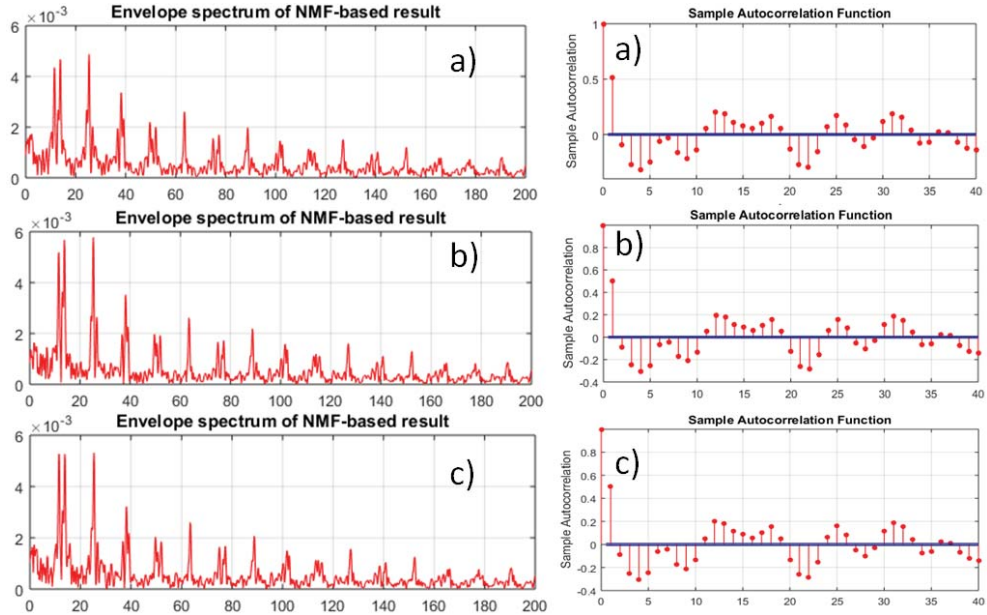 Envelope spectrum of NMF-based result
×10⁻³
6
4
2
0
a)
0 20 40 60 80 100 120 140 160 180 200
Sample Autocorrelation Function
Sample Autocorrelation
1
0.5
0
a)
0 5 10 15 20 25 30 35 40
Envelope spectrum of NMF-based result
×10⁻³
6
4
2
0
b)
0 20 40 60 80 100 120 140 160 180 200
Sample Autocorrelation Function
Sample Autocorrelation
0.8
0.6
0.4
0.2
0
-0.2
-0.4
b)
0 5 10 15 20 25 30 35 40
Envelope spectrum of NMF-based result
×10⁻³
6
4
2
0
c)
0 20 40 60 80 100 120 140 160 180 200
Sample Autocorrelation Function
Sample Autocorrelation
0.8
0.6
0.4
0.2
0
-0.2
-0.4
c)
0 5 10 15 20 25 30 35 40